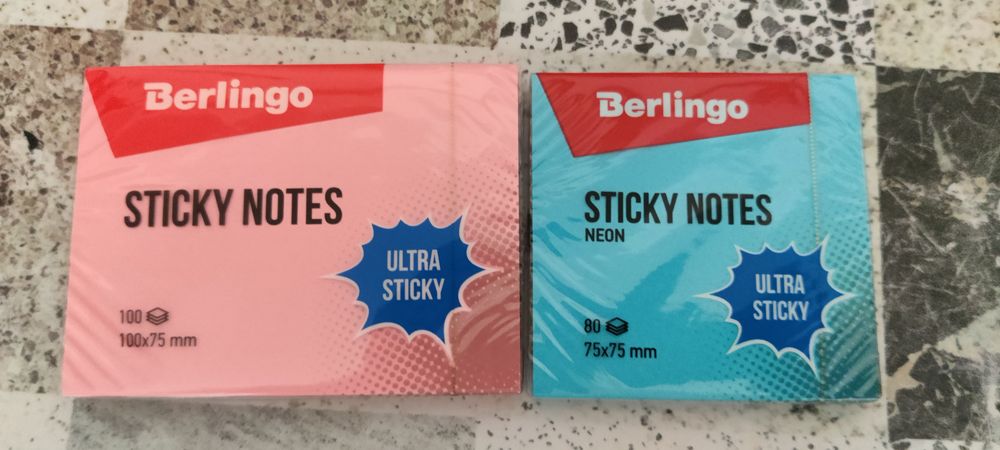 Berlingo
STICKY NOTES
ULTRA
STICKY
100
100x75 mm
Berlingo
STICKY NOTES
NEON
ULTRA
STICKY
80
75x75 mm